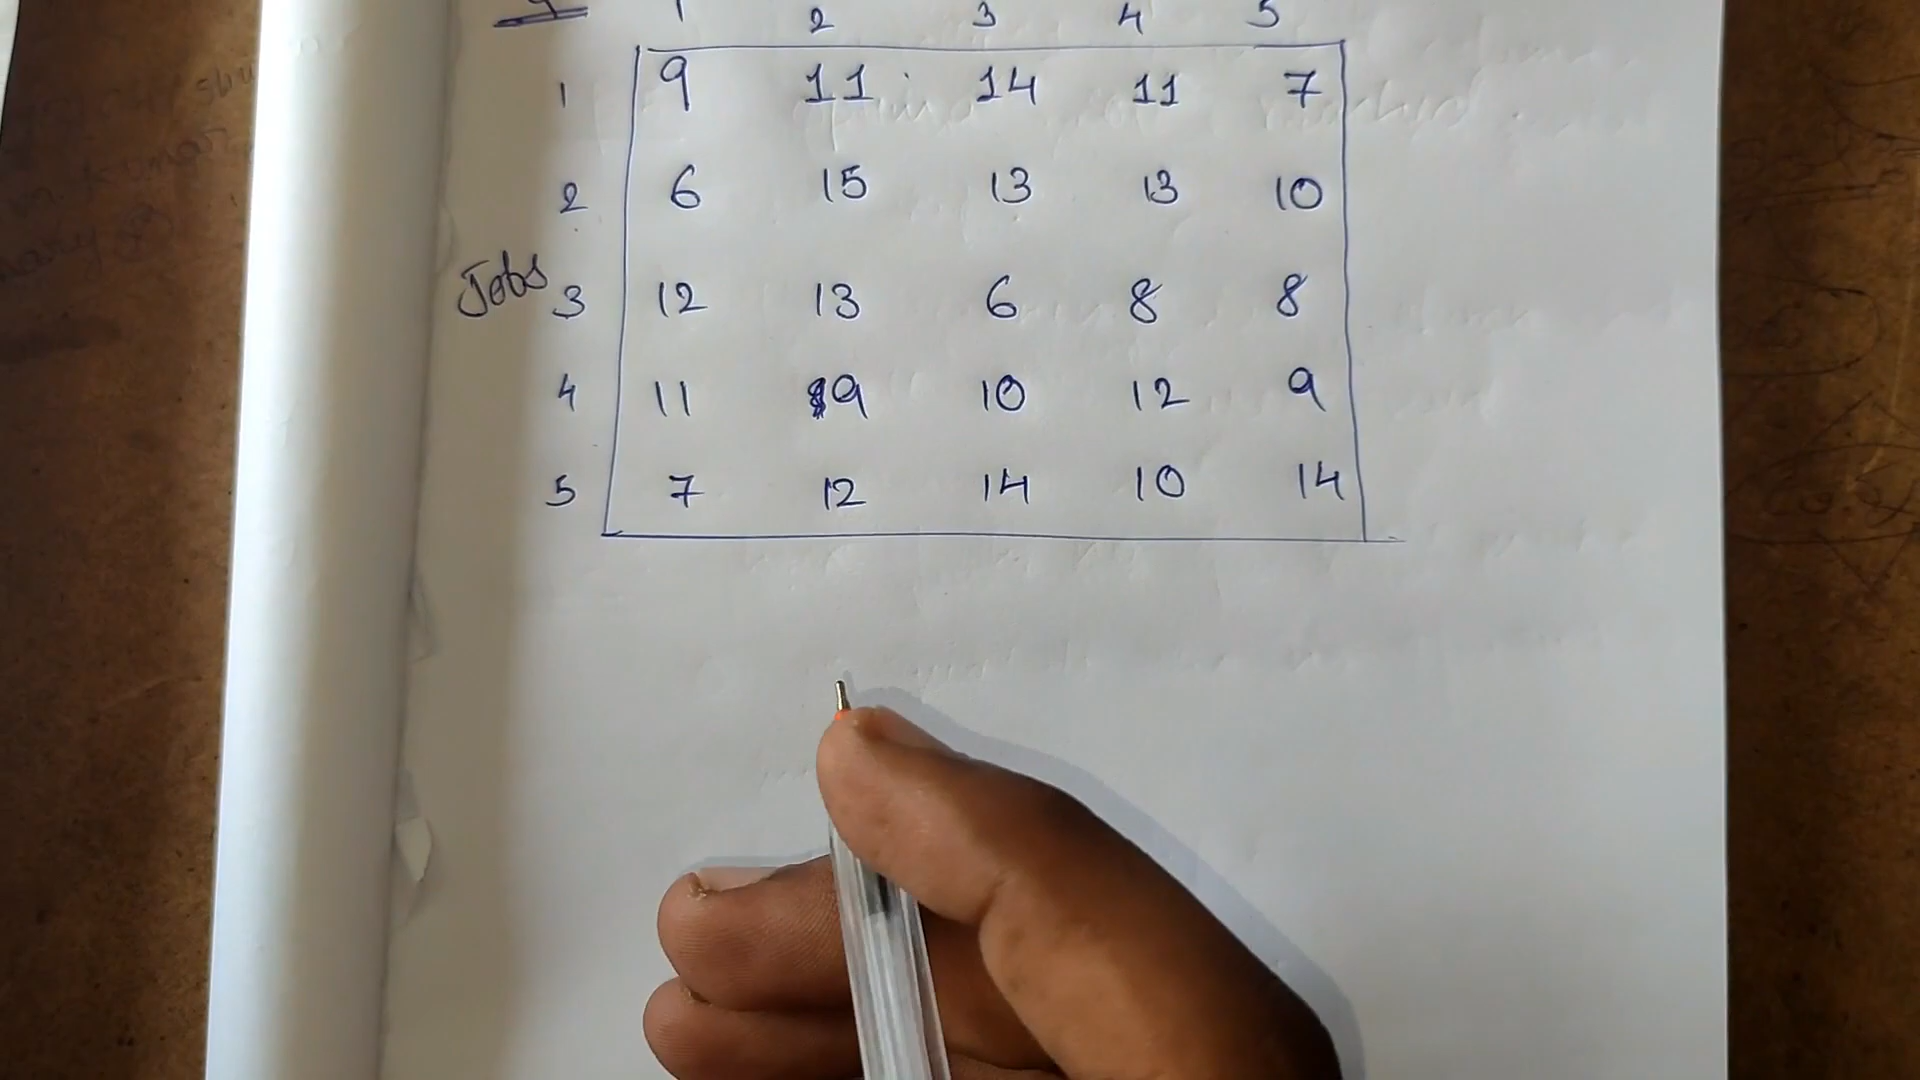 1 2 3 4 5
1 9 11 14 11 7
2 6 15 13 13 10
Jobs 3 12 13 6 8 8
4 11 9 10 12 9
5 7 12 14 10 14